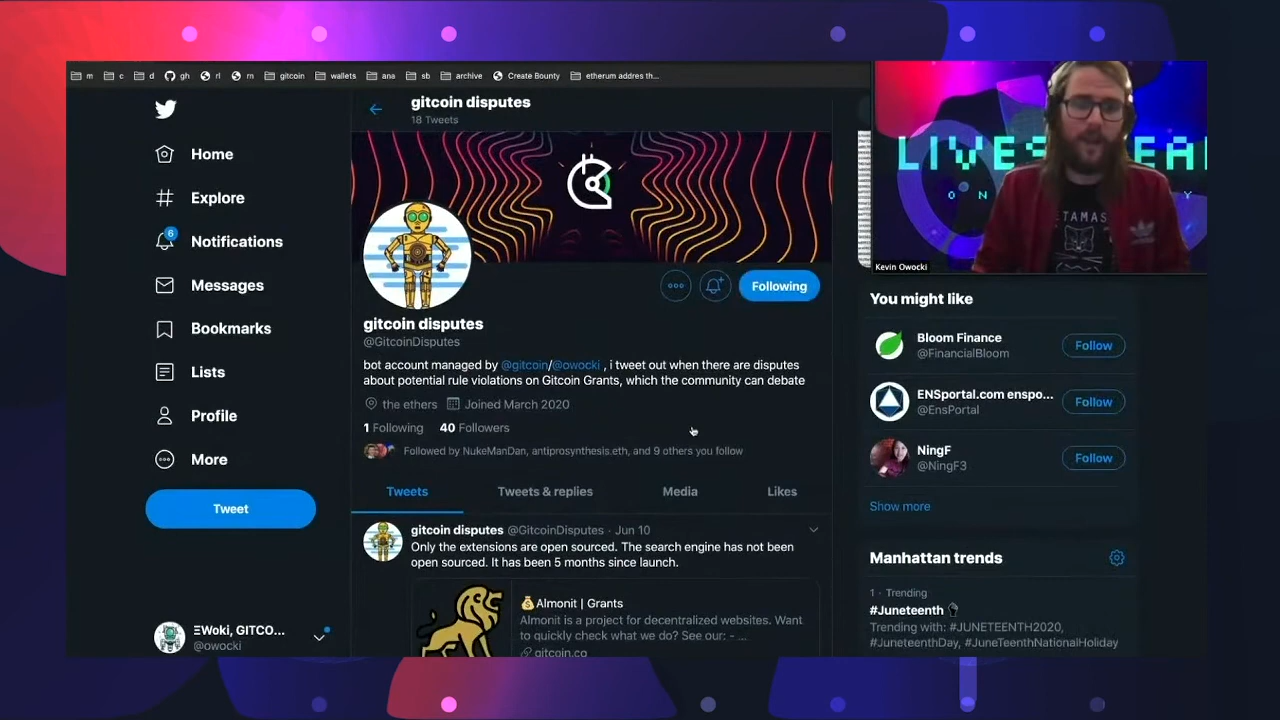 m
c
d
gh
rl
rn
gitcoin
wallets
ana
sb
archive
Create Bounty
etherum addres th...
Home
Explore
Notifications
6
Messages
Bookmarks
Lists
Profile
More
Tweet
ΞWoki, GITCO...
@owocki
gitcoin disputes
18 Tweets
Following
gitcoin disputes
@GitcoinDisputes
bot account managed by @gitcoin/@owocki , i tweet out when there are disputes
about potential rule violations on Gitcoin Grants, which the community can debate
the ethers Joined March 2020
1 Following 40 Followers
Followed by NukeManDan, antiprosynthesis.eth, and 9 others you follow
Tweets Tweets & replies Media Likes
gitcoin disputes @GitcoinDisputes · Jun 10
Only the extensions are open sourced. The search engine has not been
open sourced. It has been 5 months since launch.
💰Almonit | Grants
Almonit is a project for decentralized websites. Want
to quickly check what we do? See our: - ...
gitcoin.co
O N
Y
ETAMAS
Kevin Owocki
You might like
Bloom Finance
@FinancialBloom
Follow
ENSportal.com enspo...
@EnsPortal
Follow
NingF
@NingF3
Follow
Show more
Manhattan trends
1 · Trending
#Juneteenth
Trending with: #JUNETEENTH2020,
#JuneteenthDay, #JuneTeenthNationalHoliday